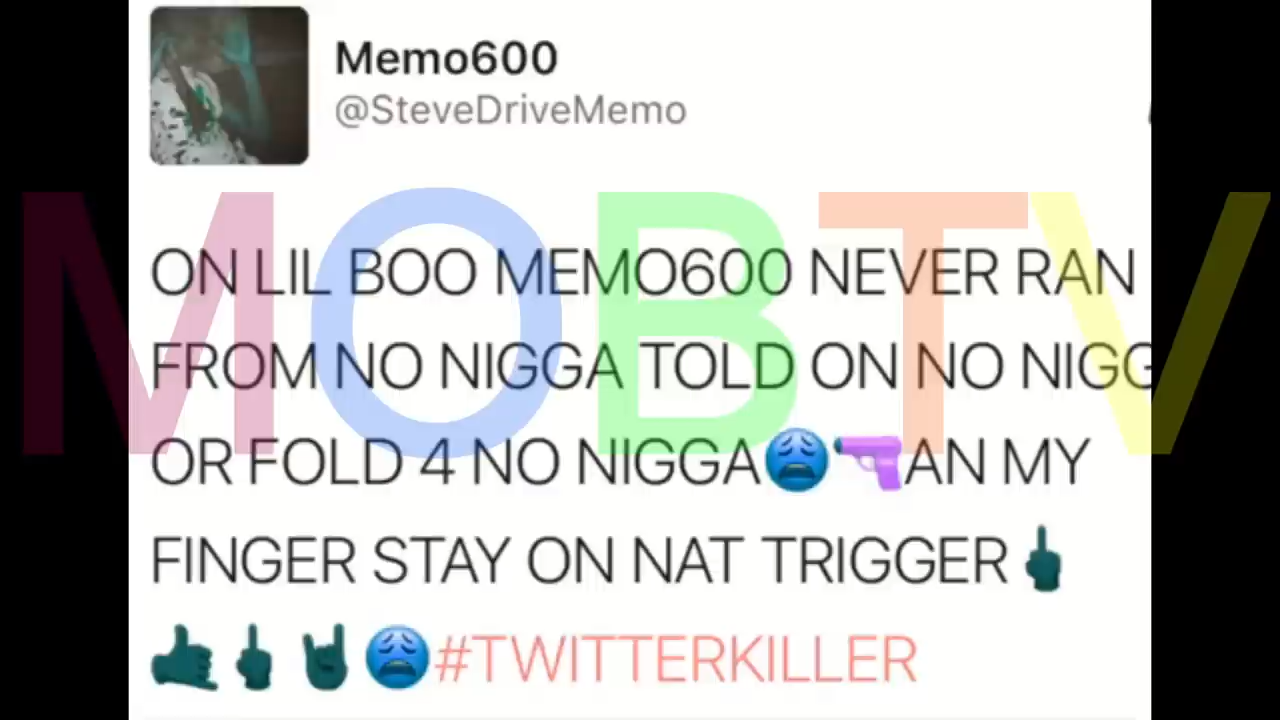 Memo600
@SteveDriveMemo
MOBTV
ON LIL BOO MEMO600 NEVER RAN
FROM NO NIGGA TOLD ON NO NIGG
OR FOLD 4 NO NIGGA😩🔫AN MY
FINGER STAY ON NAT TRIGGER🖕
🤙🖕🤘😩#TWITTERKILLER